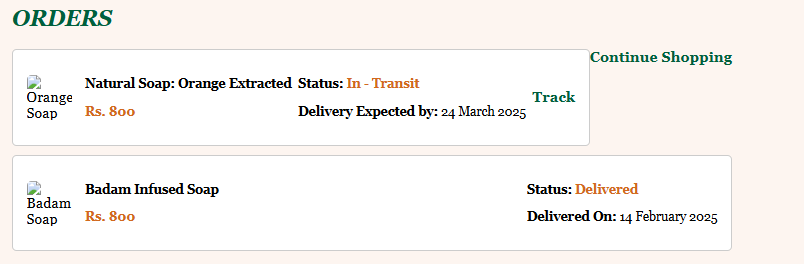 ORDERS
Continue Shopping
Orange Soap
Natural Soap: Orange Extracted
Rs. 800
Status: In - Transit
Delivery Expected by: 24 March 2025
Track
Badam Soap
Badam Infused Soap
Rs. 800
Status: Delivered
Delivered On: 14 February 2025